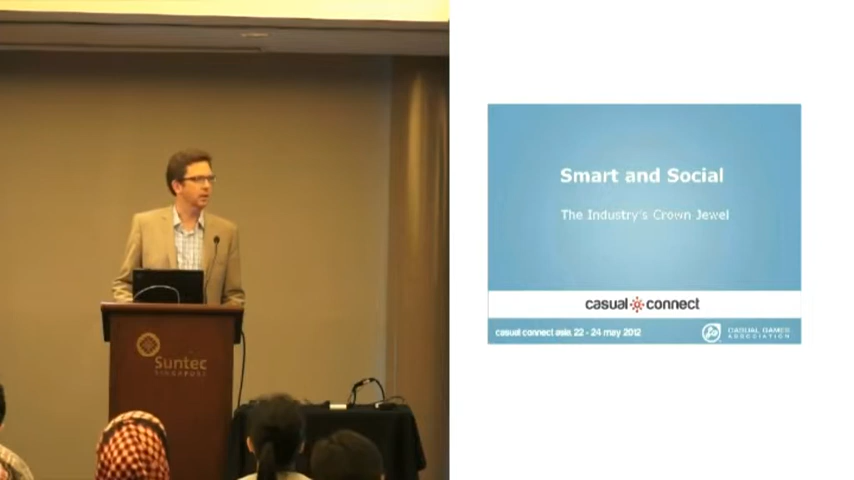 Suntec
SINGAPORE
Smart and Social
The Industry's Crown Jewel
casual connect
casual connect asia 22 - 24 may 2012
CASUAL GAMES
ASSOCIATION